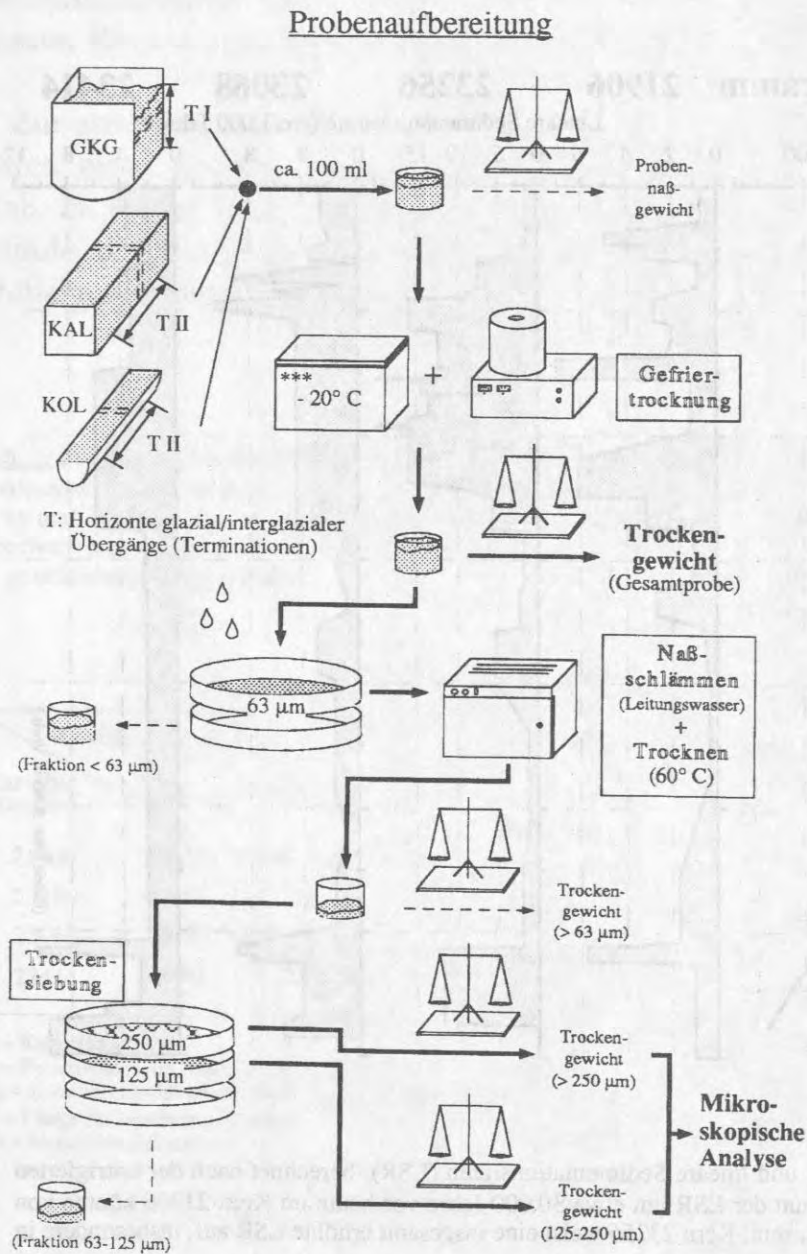 Probenaufbereitung
T I
GKG
ca. 100 ml
Proben-
naß-
gewicht
KAL
T II
KOL
T II
***
- 20° C
+
Gefrier-
trocknung
T: Horizonte glazial/interglazialer
Übergänge (Terminationen)
Trocken-
gewicht
(Gesamtprobe)
63 µm
(Fraktion < 63 µm)
Naß-
schlämmen
(Leitungswasser)
+
Trocknen
(60° C)
Trocken-
gewicht
(> 63 µm)
Trocken-
siebung
250 µm
125 µm
Trocken-
gewicht
(> 250 µm)
Mikro-
skopische
Analyse
Trocken-
gewicht
(125-250 µm)
(Fraktion 63-125 µm)